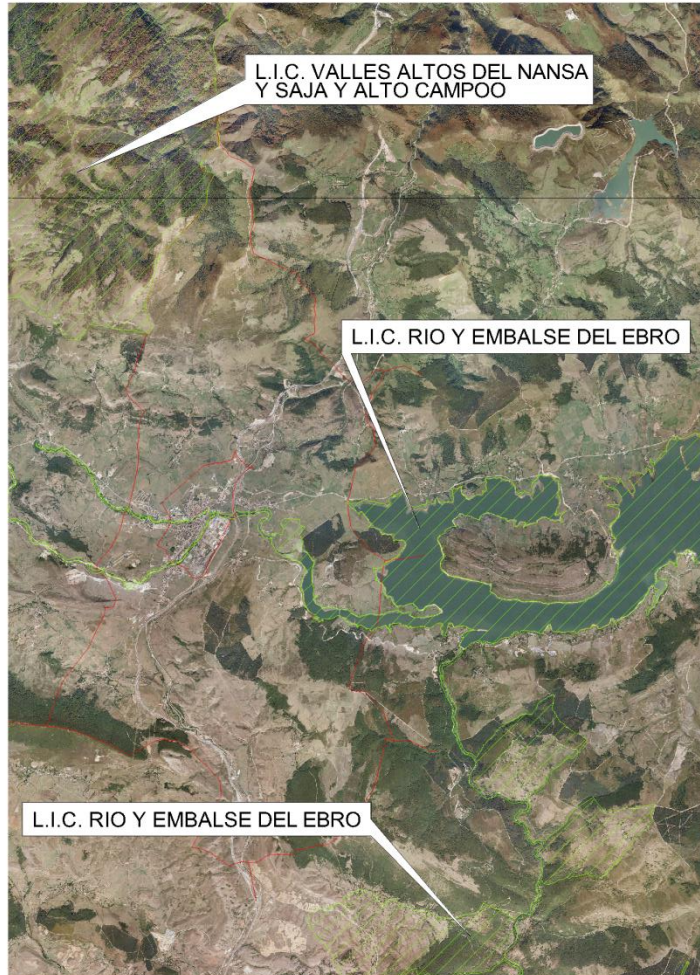 L.I.C. VALLES ALTOS DEL NANSA
Y SAJA Y ALTO CAMPOO
L.I.C. RIO Y EMBALSE DEL EBRO
L.I.C. RIO Y EMBALSE DEL EBRO